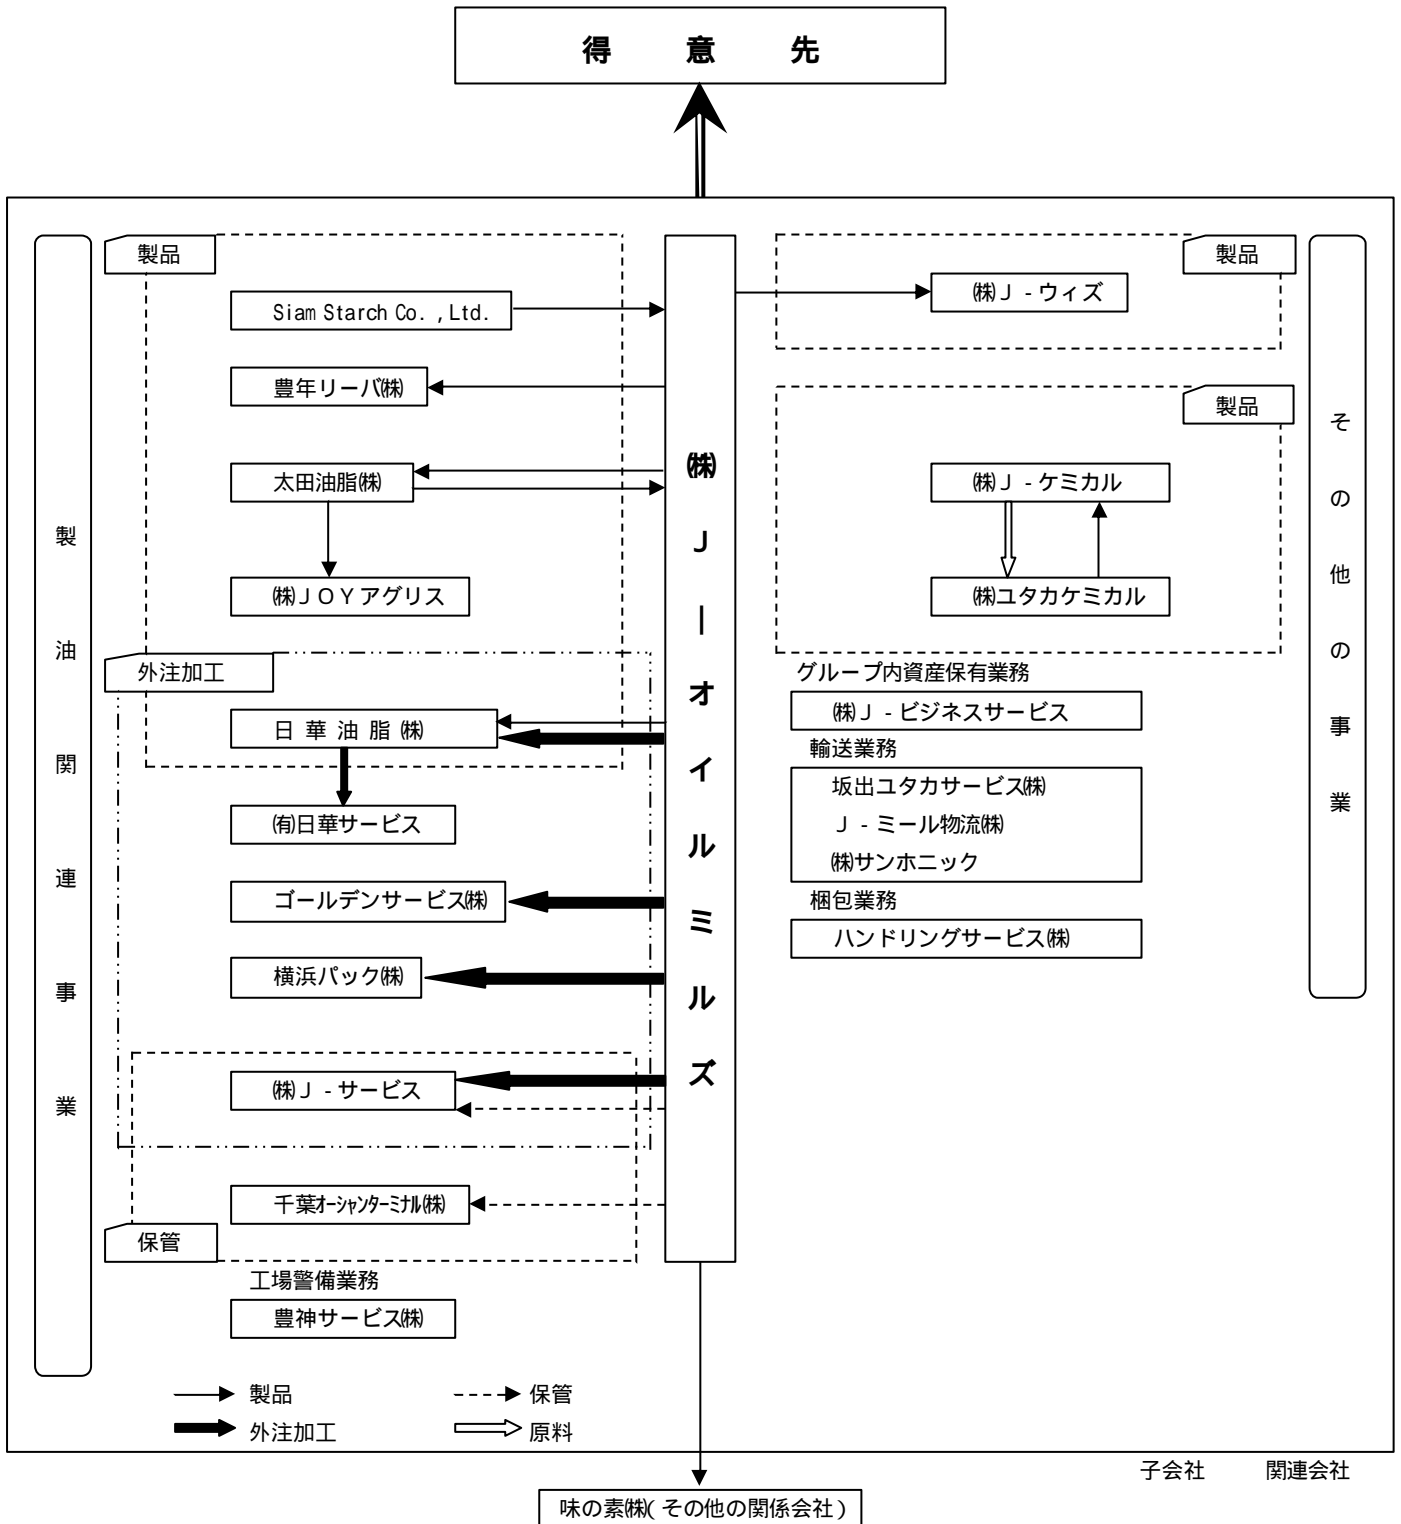 得意先
製油関連事業
製品
Siam Starch Co. , Ltd.
豊年リーバ㈱
太田油脂㈱
㈱ＪＯＹアグリス
外注加工
日華油脂㈱
㈲日華サービス
ゴールデンサービス㈱
横浜パック㈱
㈱Ｊ-サービス
千葉ｵｰｼｬﾝﾀｰﾐﾅﾙ㈱
保管
工場警備業務
豊神サービス㈱
㈱Ｊ―オイルミルズ
製品
㈱Ｊ-ウィズ
製品
㈱Ｊ-ケミカル
㈱ユタカケミカル
グループ内資産保有業務
㈱Ｊ-ビジネスサービス
輸送業務
坂出ユタカサービス㈱
Ｊ-ミール物流㈱
㈱サンホニック
梱包業務
ハンドリングサービス㈱
その他の事業
製品
保管
外注加工
原料
子会社 関連会社
味の素㈱(その他の関係会社)